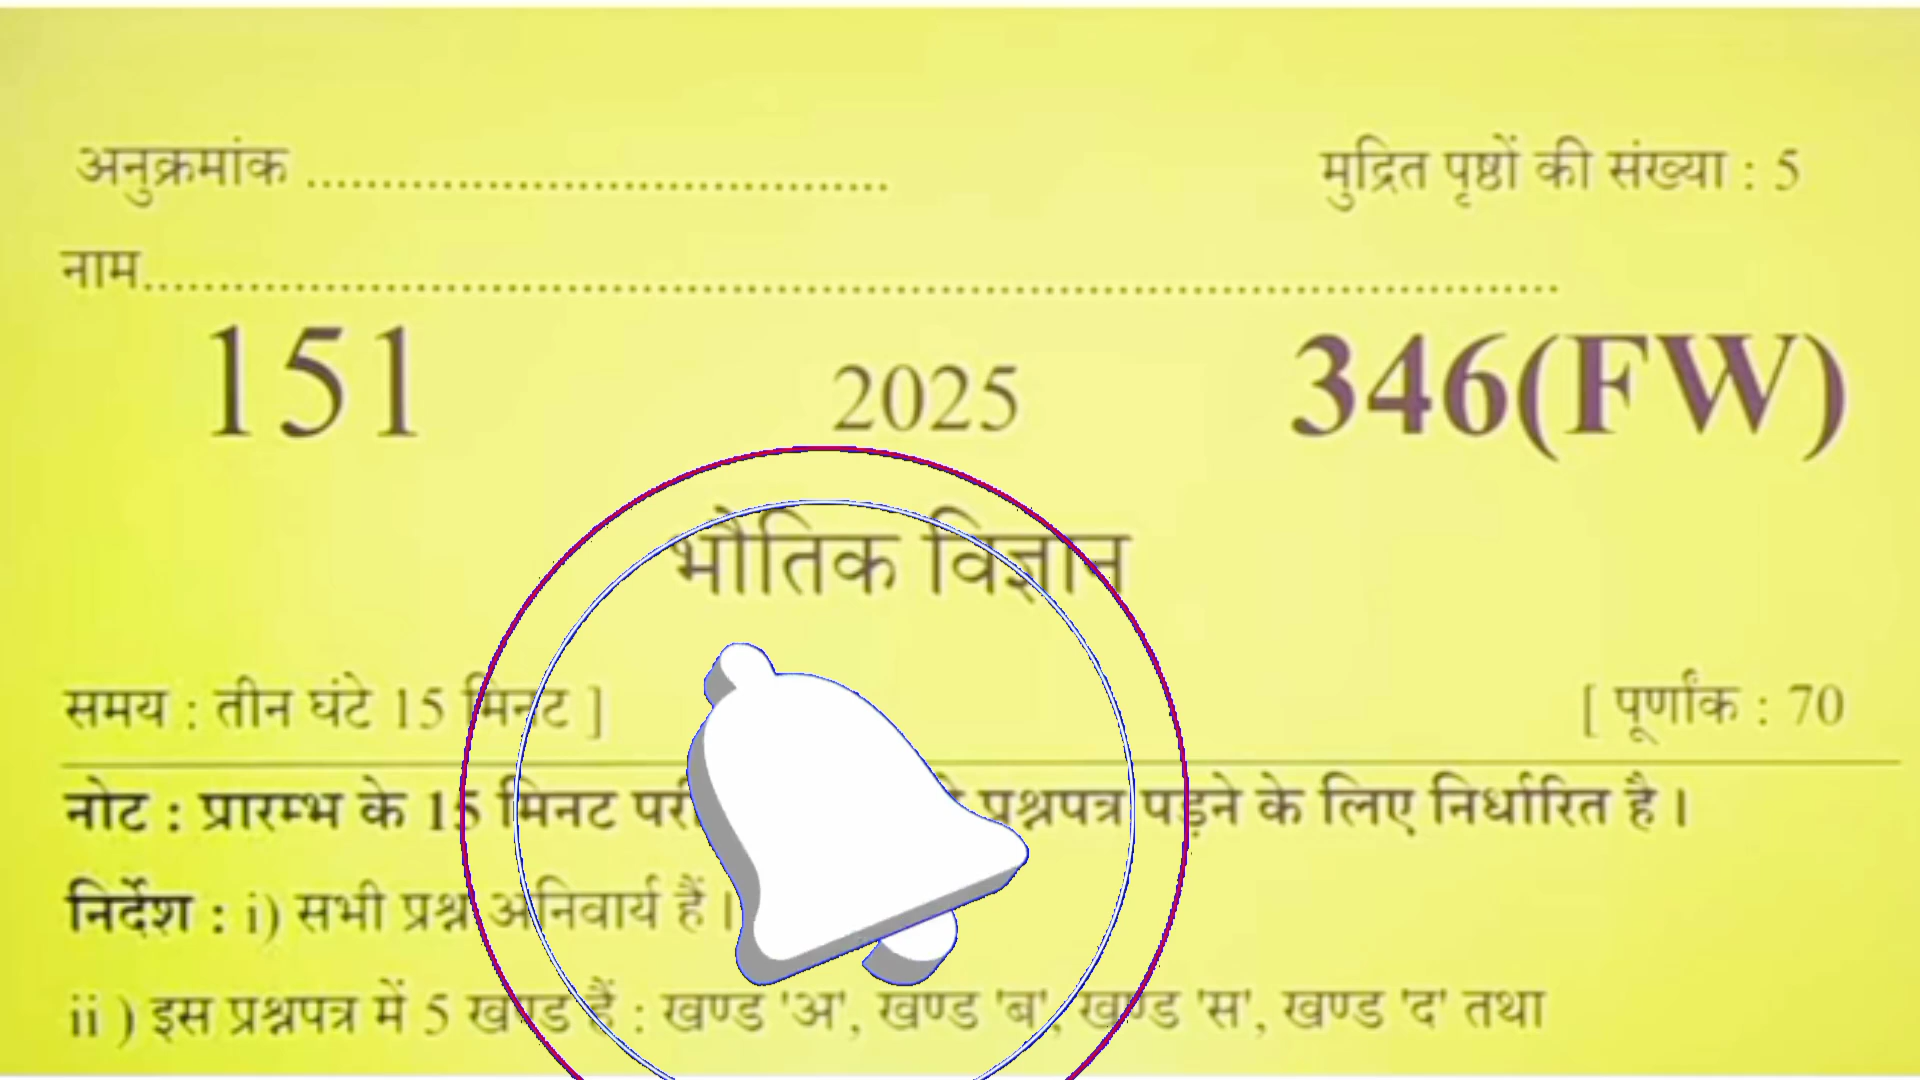 अनुक्रमांक ................................................ मुद्रित पृष्ठों की संख्या : 5
नाम................................................................................................................
151 2025 346(FW)
भौतिक विज्ञान
समय : तीन घंटे 15 मिनट ] [ पूर्णांक : 70
नोट : प्रारम्भ के 15 मिनट प्रश्नपत्र पड़ने के लिए निर्धारित है।
निर्देश : i) सभी प्रश्न अनिवार्य हैं।
ii ) इस प्रश्नपत्र में 5 खण्ड हैं : खण्ड 'अ', खण्ड 'ब', खण्ड 'स', खण्ड 'द' तथा